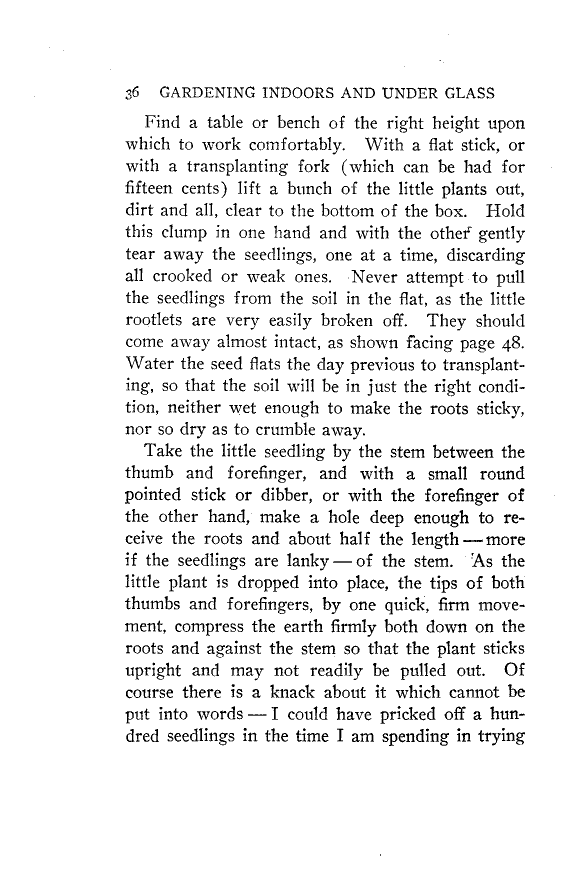 36 GARDENING INDOORS AND UNDER GLASS
Find a table or bench of the right height upon
which to work comfortably. With a flat stick, or
with a transplanting fork (which can be had for
fifteen cents) lift a bunch of the little plants out,
dirt and all, clear to the bottom of the box. Hold
this clump in one hand and with the other gently
tear away the seedlings, one at a time, discarding
all crooked or weak ones. Never attempt to pull
the seedlings from the soil in the flat, as the little
rootlets are very easily broken off. They should
come away almost intact, as shown facing page 48.
Water the seed flats the day previous to transplant-
ing, so that the soil will be in just the right condi-
tion, neither wet enough to make the roots sticky,
nor so dry as to crumble away.
Take the little seedling by the stem between the
thumb and forefinger, and with a small round
pointed stick or dibber, or with the forefinger of
the other hand, make a hole deep enough to re-
ceive the roots and about half the length — more
if the seedlings are lanky — of the stem. As the
little plant is dropped into place, the tips of both
thumbs and forefingers, by one quick, firm move-
ment, compress the earth firmly both down on the
roots and against the stem so that the plant sticks
upright and may not readily be pulled out. Of
course there is a knack about it which cannot be
put into words — I could have pricked off a hun-
dred seedlings in the time I am spending in trying